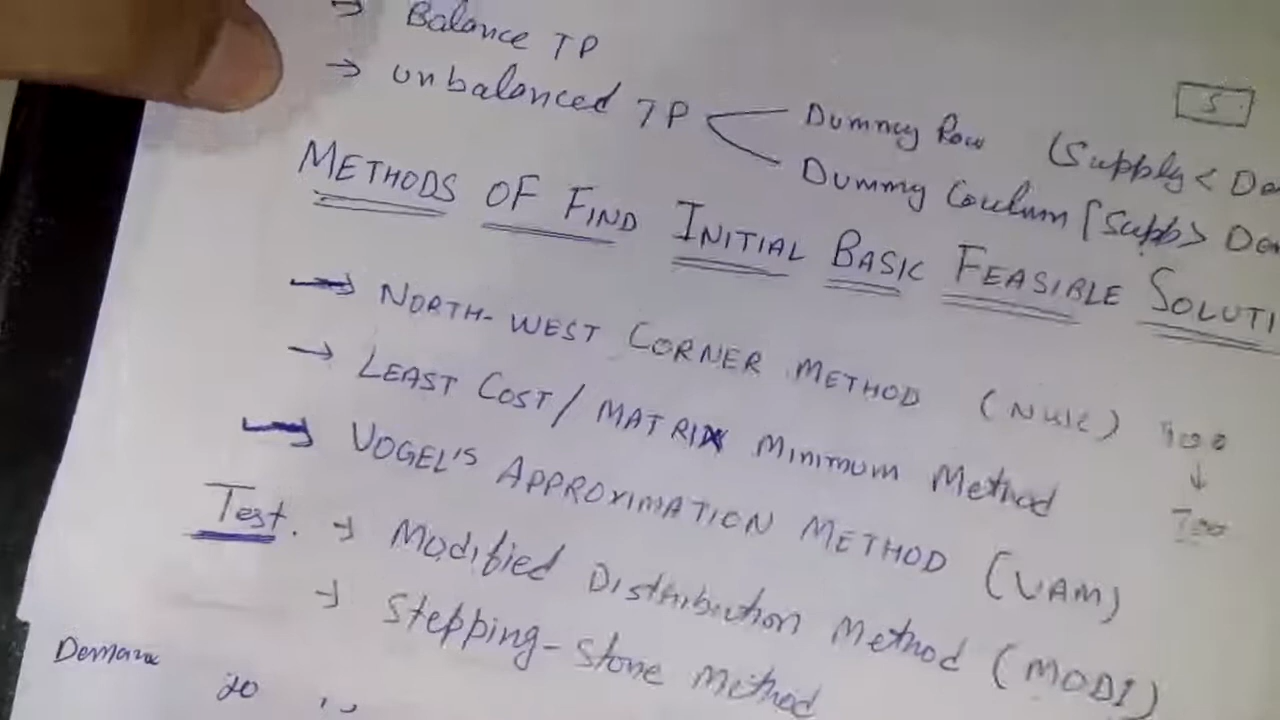 → Balance TP
→ unbalanced TP
Dummy Row (Supply <
Dummy Coulum (Supp >
METHODS OF FIND INITIAL BASIC FEASIBLE SOLUTI
→ NORTH-WEST CORNER METHOD (NWC)
→ LEAST COST / MATRIX MINIMUM METHOD
→ VOGEL'S APPROXIMATION METHOD (VAM)
Test. → Modified Distribution Method (MODI)
→ Stepping-Stone Method
Demand
20